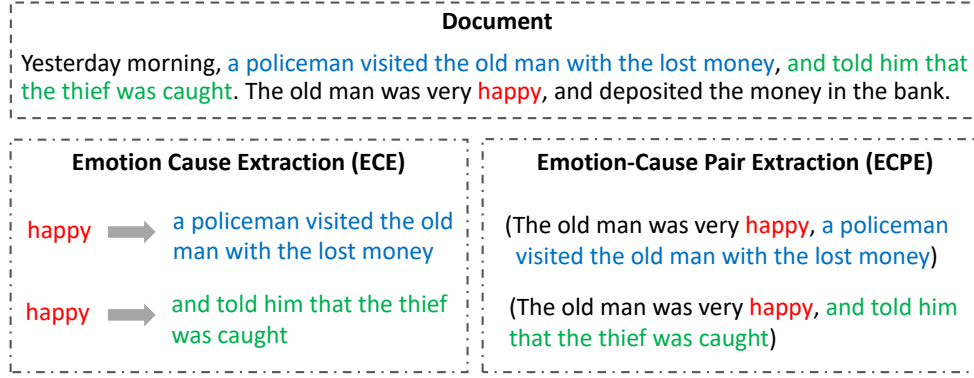 Document
Yesterday morning, a policeman visited the old man with the lost money, and told him that
the thief was caught. The old man was very happy, and deposited the money in the bank.
Emotion Cause Extraction (ECE)
happy
a policeman visited the old
man with the lost money
happy
and told him that the thief
was caught
Emotion-Cause Pair Extraction (ECPE)
(The old man was very happy, a policeman
visited the old man with the lost money)
(The old man was very happy, and told him
that the thief was caught)